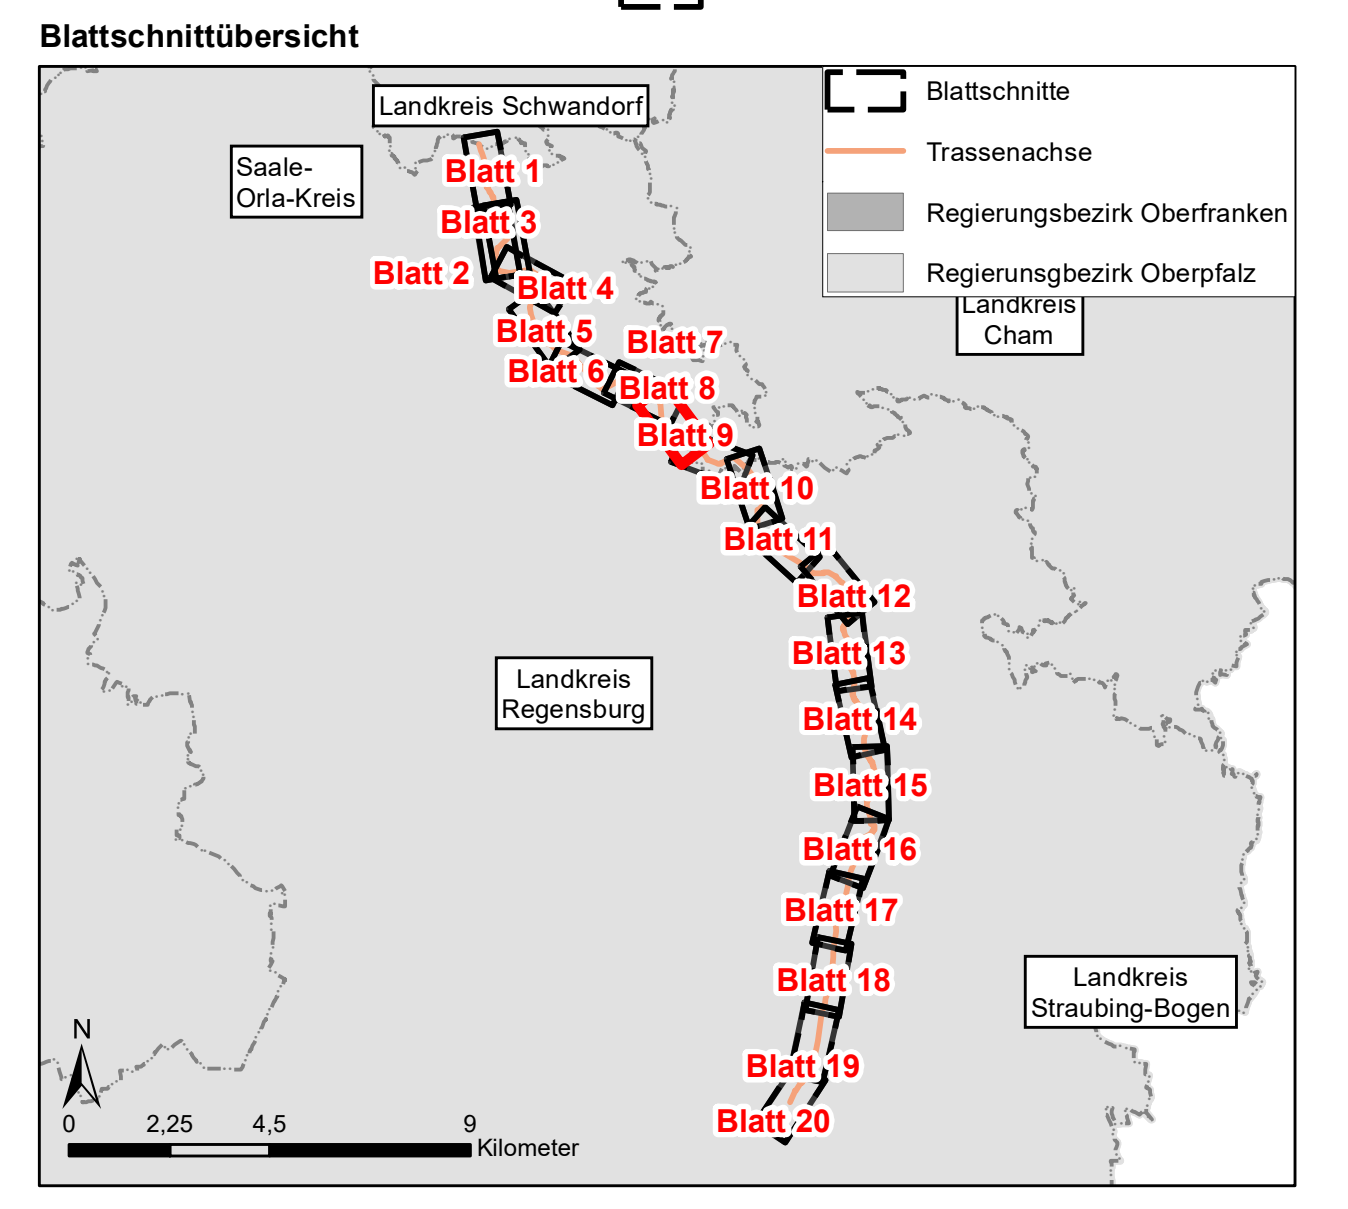 Blattschnittübersicht
Blattschnitte
Trassenachse
Regierungsbezirk Oberfranken
Regierunsgbezirk Oberpfalz
Landkreis Schwandorf
Saale-
Orla-Kreis
Landkreis
Cham
Blatt 1
Blatt 3
Blatt 2
Blatt 4
Blatt 5
Blatt 7
Blatt 6
Blatt 8
Blatt 9
Blatt 10
Blatt 11
Blatt 12
Blatt 13
Landkreis
Regensburg
Blatt 14
Blatt 15
Blatt 16
Blatt 17
Blatt 18
Landkreis
Straubing-Bogen
Blatt 19
Blatt 20
N
0 2,25 4,5 9
Kilometer